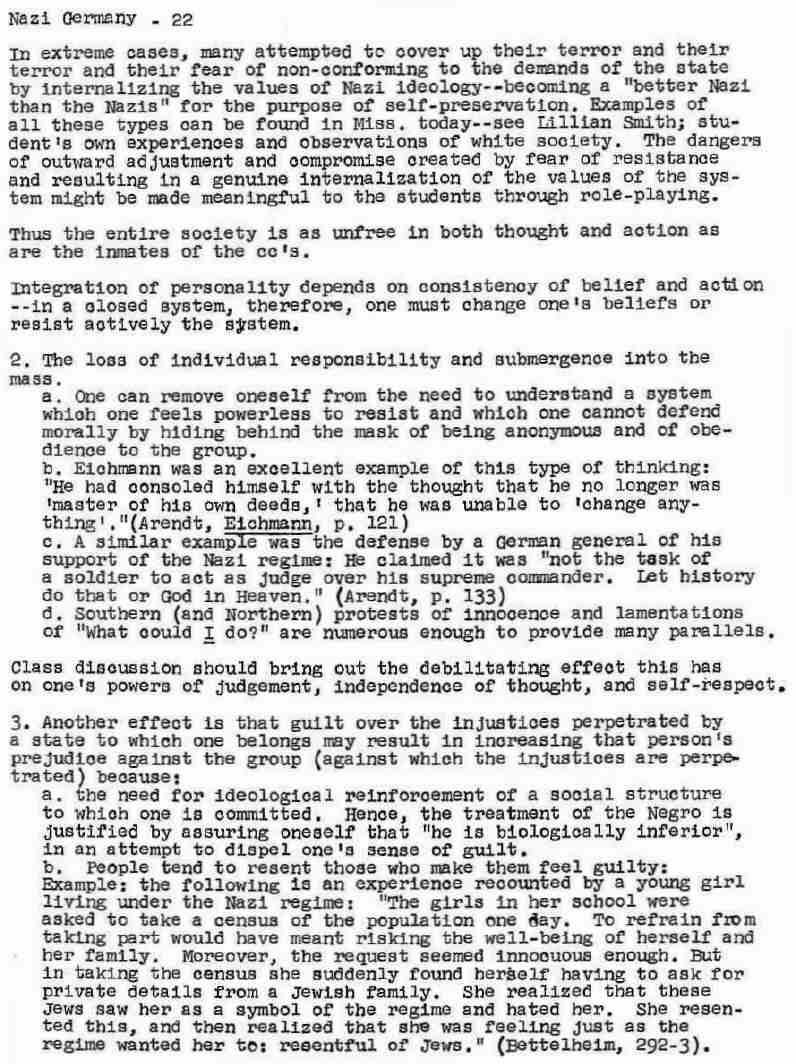 Nazi Germany - 22
In extreme cases, many attempted to cover up their terror and their
terror and their fear of non-conforming to the demands of the state
by internalizing the values of Nazi ideology--becoming a "better Nazi
than the Nazis" for the purpose of self-preservation. Examples of
all these types can be found in Miss. today--see Lillian Smith; stu-
dent's own experiences and observations of white society. The dangers
of outward adjustment and compromise created by fear of resistance
and resulting in a genuine internalization of the values of the sys-
tem might be made meaningful to the students through role-playing.
Thus the entire society is as unfree in both thought and action as
are the inmates of the cc's.
Integration of personality depends on consistency of belief and action
--in a closed system, therefore, one must change one's beliefs or
resist actively the system.
2. The loss of individual responsibility and submergence into the
mass.
a. One can remove oneself from the need to understand a system
which one feels powerless to resist and which one cannot defend
morally by hiding behind the mask of being anonymous and of obe-
dience to the group.
b. Eichmann was an excellent example of this type of thinking:
"He had consoled himself with the thought that he no longer was
'master of his own deeds,' that he was unable to 'change any-
thing'."(Arendt, Eichmann, p. 121)
c. A similar example was the defense by a German general of his
support of the Nazi regime: He claimed it was "not the task of
a soldier to act as judge over his supreme commander. Let history
do that or God in Heaven." (Arendt, p. 133)
d. Southern (and Northern) protests of innocence and lamentations
of "What could I do?" are numerous enough to provide many parallels.
Class discussion should bring out the debilitating effect this has
on one's powers of judgement, independence of thought, and self-respect.
3. Another effect is that guilt over the injustices perpetrated by
a state to which one belongs may result in increasing that person's
prejudice against the group (against which the injustices are perpe-
trated) because:
a. the need for ideological reinforcement of a social structure
to which one is committed. Hence, the treatment of the Negro is
justified by assuring oneself that "he is biologically inferior",
in an attempt to dispel one's sense of guilt.
b. People tend to resent those who make them feel guilty:
Example: the following is an experience recounted by a young girl
living under the Nazi regime: "The girls in her school were
asked to take a census of the population one day. To refrain from
taking part would have meant risking the well-being of herself and
her family. Moreover, the request seemed innocuous enough. But
in taking the census she suddenly found herself having to ask for
private details from a Jewish family. She realized that these
Jews saw her as a symbol of the regime and hated her. She resen-
ted this, and then realized that she was feeling just as the
regime wanted her to: resentful of Jews." (Bettelheim, 292-3).